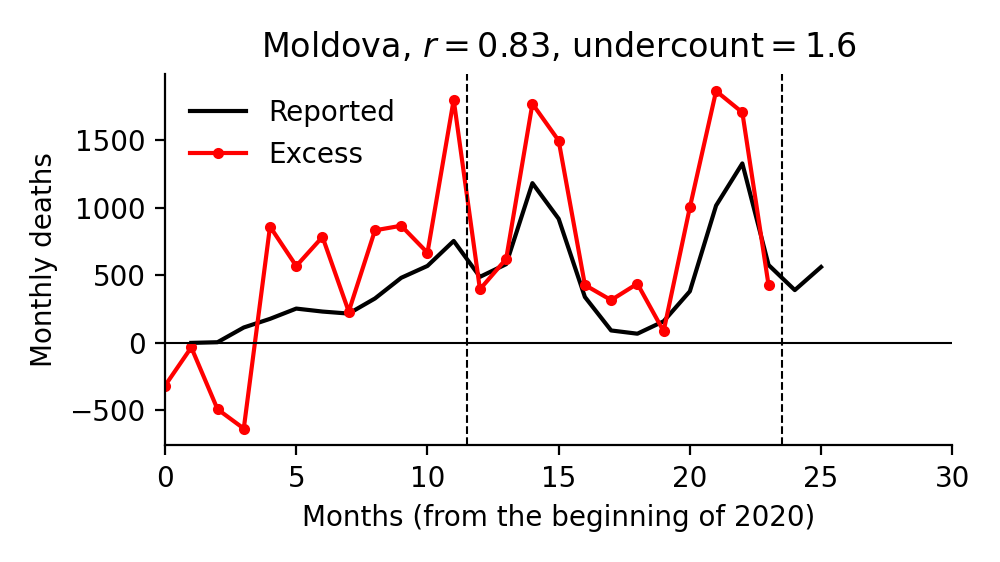 Moldova, r = 0.83, undercount = 1.6
Reported
Excess
Monthly deaths
1500
1000
500
0
−500
0 5 10 15 20 25 30
Months (from the beginning of 2020)